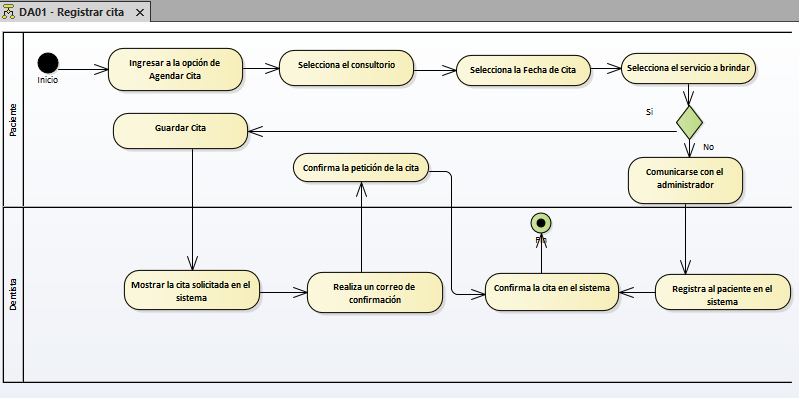 DA01 - Registrar cita
Paciente
Inicio
Ingresar a la opción de
Agendar Cita
Selecciona el consultorio
Selecciona la Fecha de Cita
Selecciona el servicio a brindar
Si
No
Guardar Cita
Confirma la petición de la cita
Comunicarse con el
administrador
Dentista
Fin
Mostrar la cita solicitada en el
sistema
Realiza un correo de
confirmación
Confirma la cita en el sistema
Registra al paciente en el
sistema